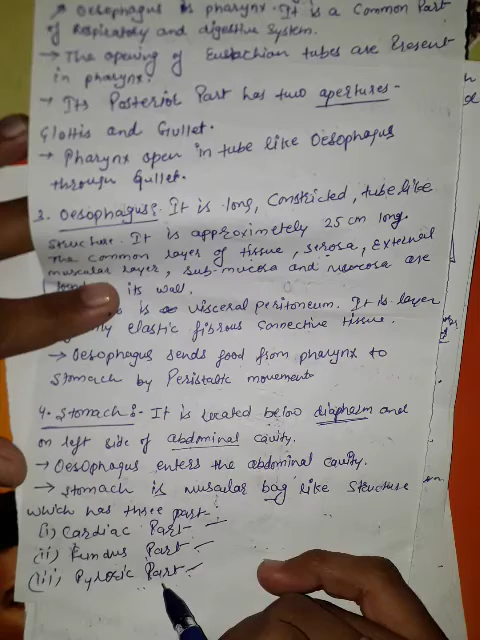 → Oesophagus is pharynx. It is a Common Part
of Respiratory and digestive System.
→ The opening of Eustachian tubes are Present
in pharynx.
→ Its Posterior Part has two apertures-
Glottis and Gullet.
→ Pharynx open in tube like Oesophagus
through Gullet.
3. Oesophagus:- It is long, Constricted, tube like
Structure. It is approximately 25 cm long.
The common layer of tissue, serosa, External
muscular layer, sub-mucosa and mucosa are
its wall.
is visceral peritoneum. It is layer
elastic fibrous connective tissue.
→ Oesophagus sends food from pharynx to
Stomach by Peristastic movement
4. Stomach:- It is Located below diaphasm and
on left side of abdominal cavity.
→ Oesophagus enters the abdominal cavity.
→ Stomach is muscular bag like Structure
which has three part:
(i) Cardiac Part -
(ii) Fundus Part -
(iii) Pyloric Part -